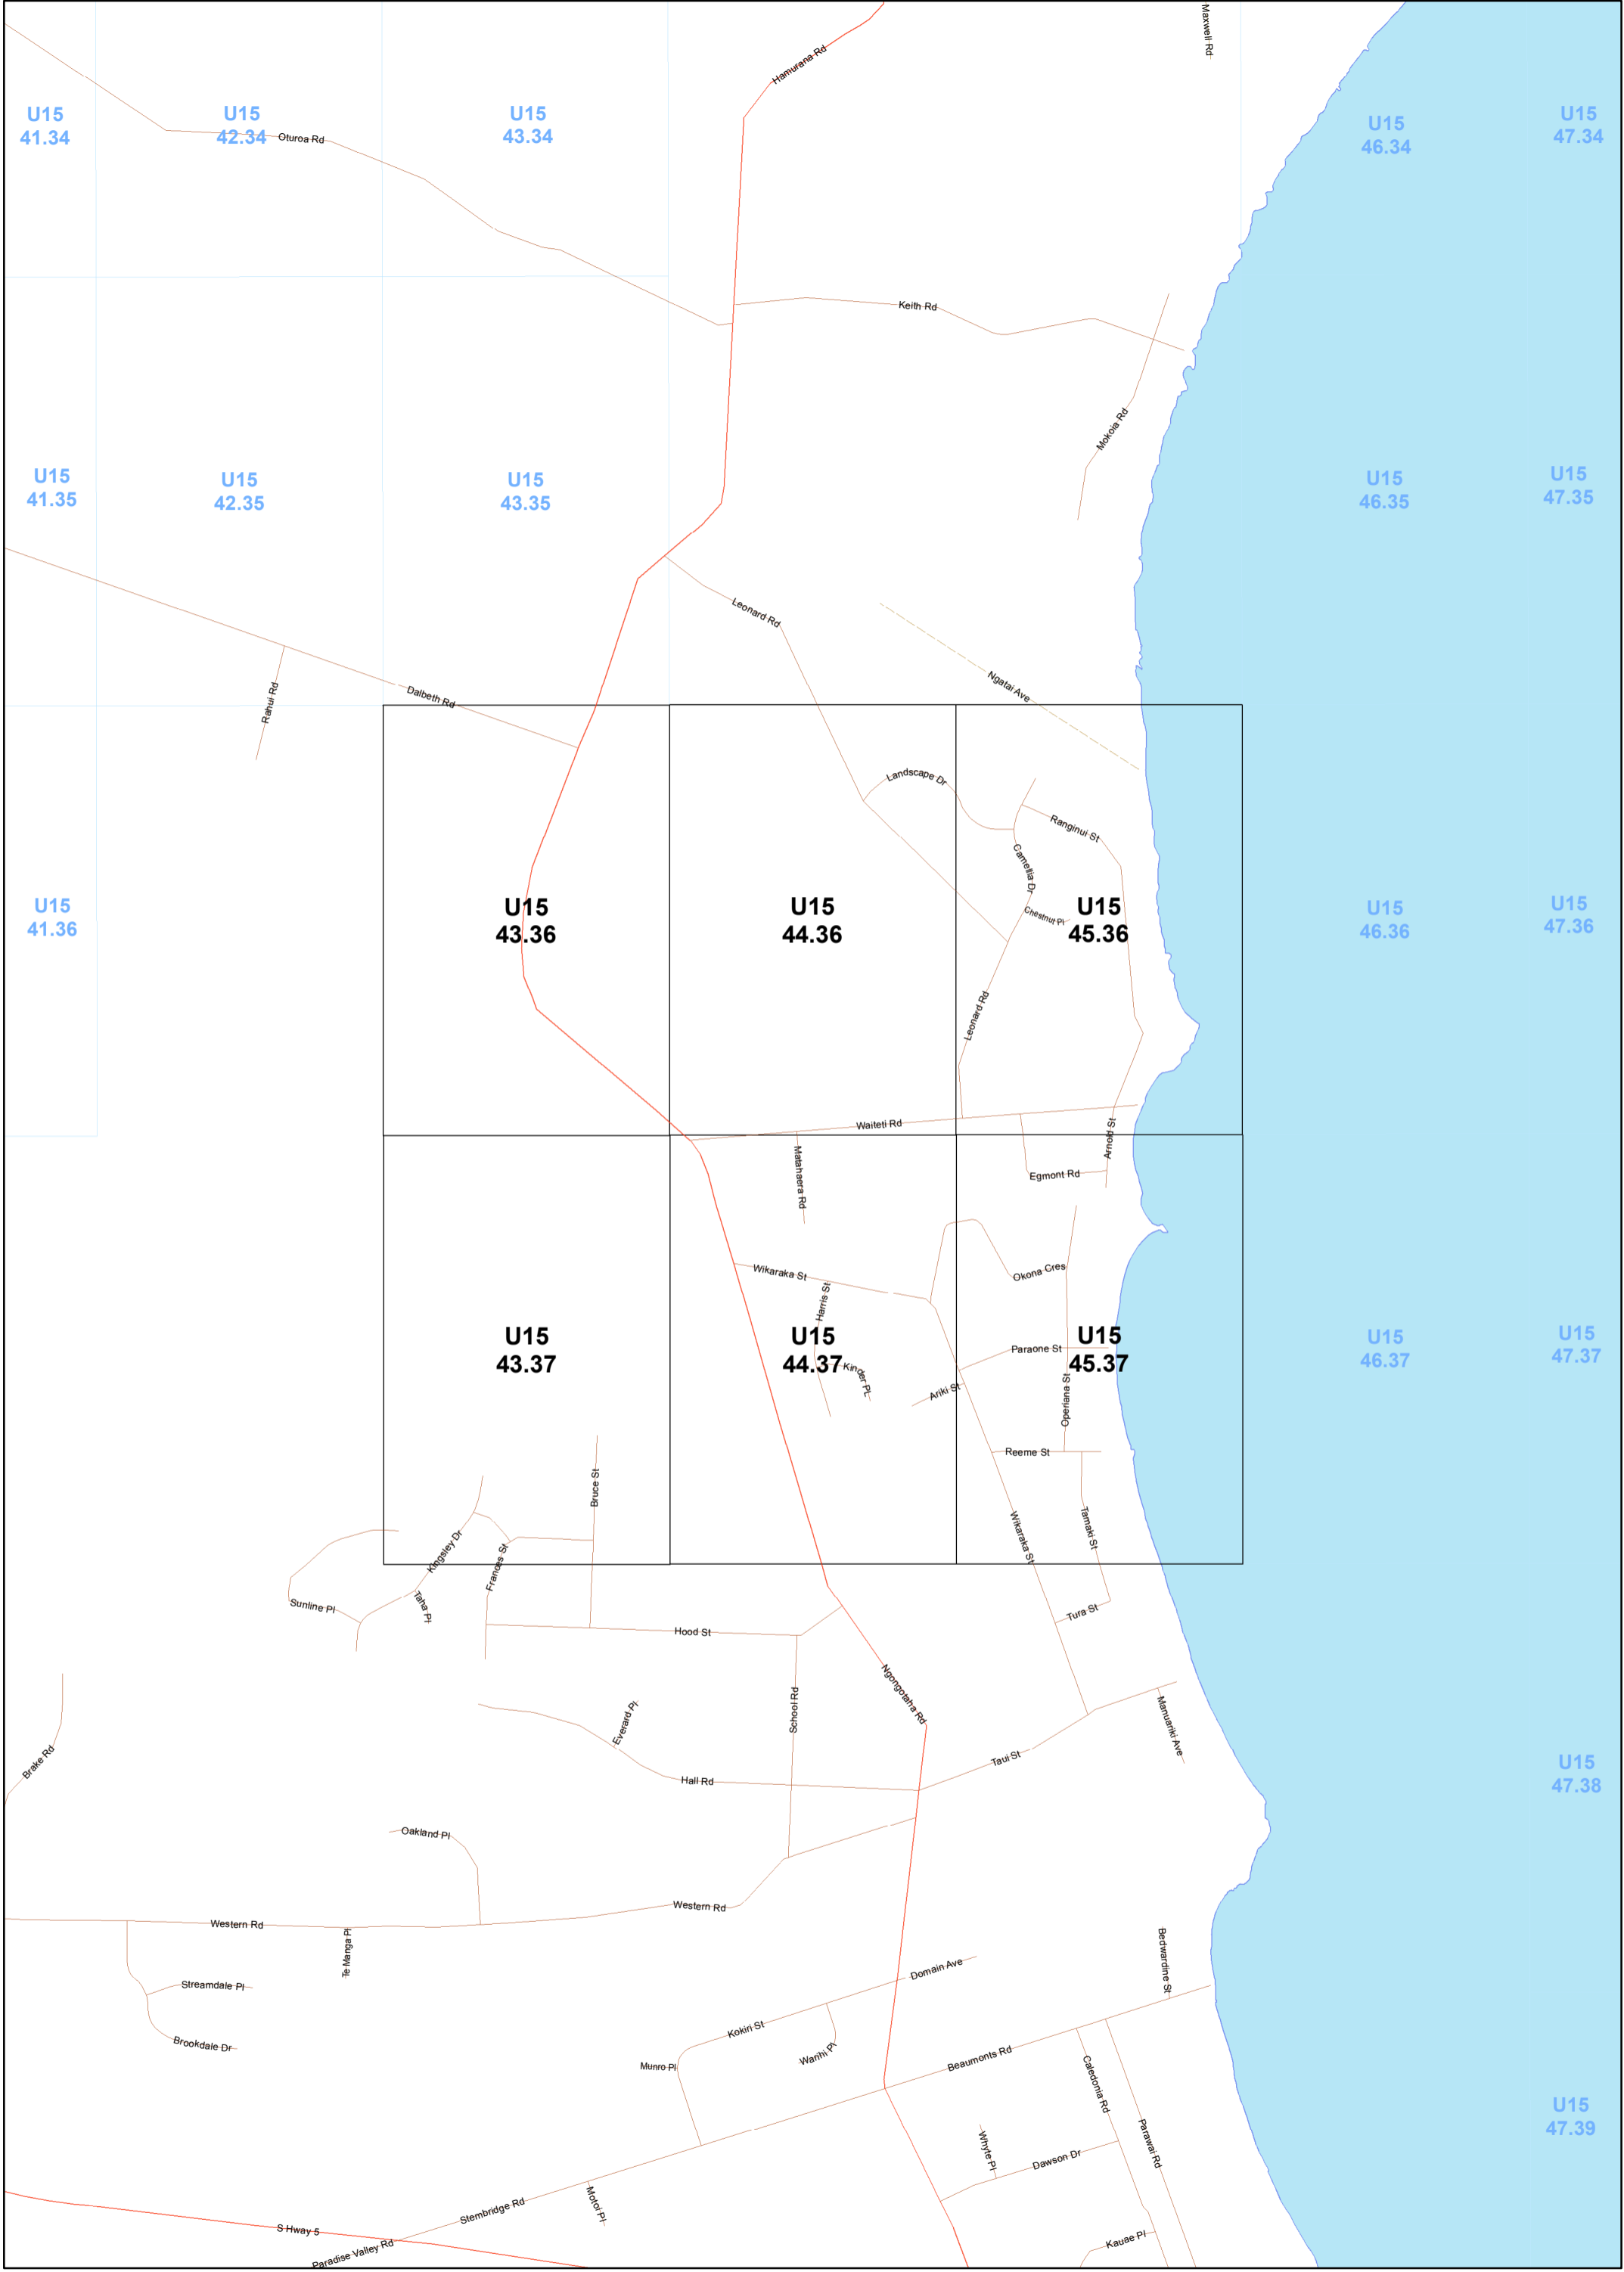 Maxwell Rd
Hamurana Rd
U15
41.34
U15
42.34
Oturoa Rd
U15
43.34
U15
46.34
U15
47.34
Keith Rd
Mokoia Rd
U15
41.35
U15
42.35
U15
43.35
U15
46.35
U15
47.35
Leonard Rd
Ngatai Ave
Rahui Rd
Dalbeth Rd
Landscape Dr
Ranginui St
Camellia Dr
Chestnut Pl
U15
41.36
U15
43.36
U15
44.36
U15
45.36
U15
46.36
U15
47.36
Leonard Rd
Waiteti Rd
Arnold St
Matahaera Rd
Egmont Rd
Wikaraka St
Okona Cres
Harris St
U15
43.37
U15
44.37
Kinder PL
Paraone St
U15
45.37
U15
46.37
U15
47.37
Ariki St
Operiana St
Reeme St
Bruce St
Kingsley Dr
Frances St
Wikaraka St
Tamaki St
Sunline Pl
Taha Pl
Tura St
Hood St
Ngongotaha Rd
School Rd
Everard Pl
Manuariki Ave
Brake Rd
Taui St
Hall Rd
U15
47.38
Oakland Pl
Western Rd
Western Rd
Te Manga Pl
Bedwardine St
Domain Ave
Streamdale Pl
Kokiri St
Brookdale Dr
Warihi Pl
Munro Pl
Beaumonts Rd
Caledonia Rd
Parawai Rd
U15
47.39
Whyte Pl
Dawson Dr
Motoi Pl
Stembridge Rd
S Hway 5
Kauae Pl
Paradise Valley Rd